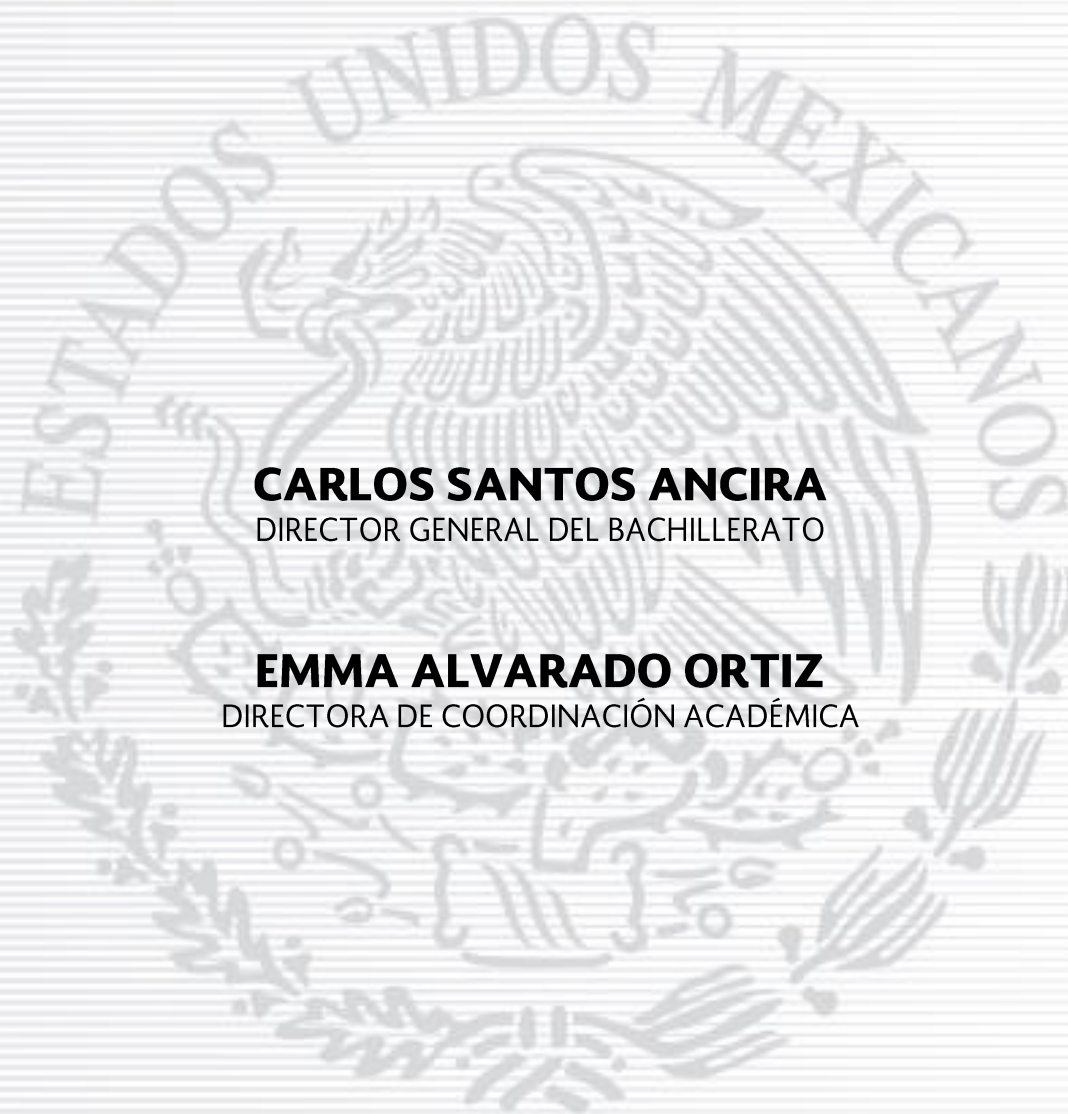 ESTADOS UNIDOS MEXICANOS
CARLOS SANTOS ANCIRA
DIRECTOR GENERAL DEL BACHILLERATO
EMMA ALVARADO ORTIZ
DIRECTORA DE COORDINACIÓN ACADÉMICA